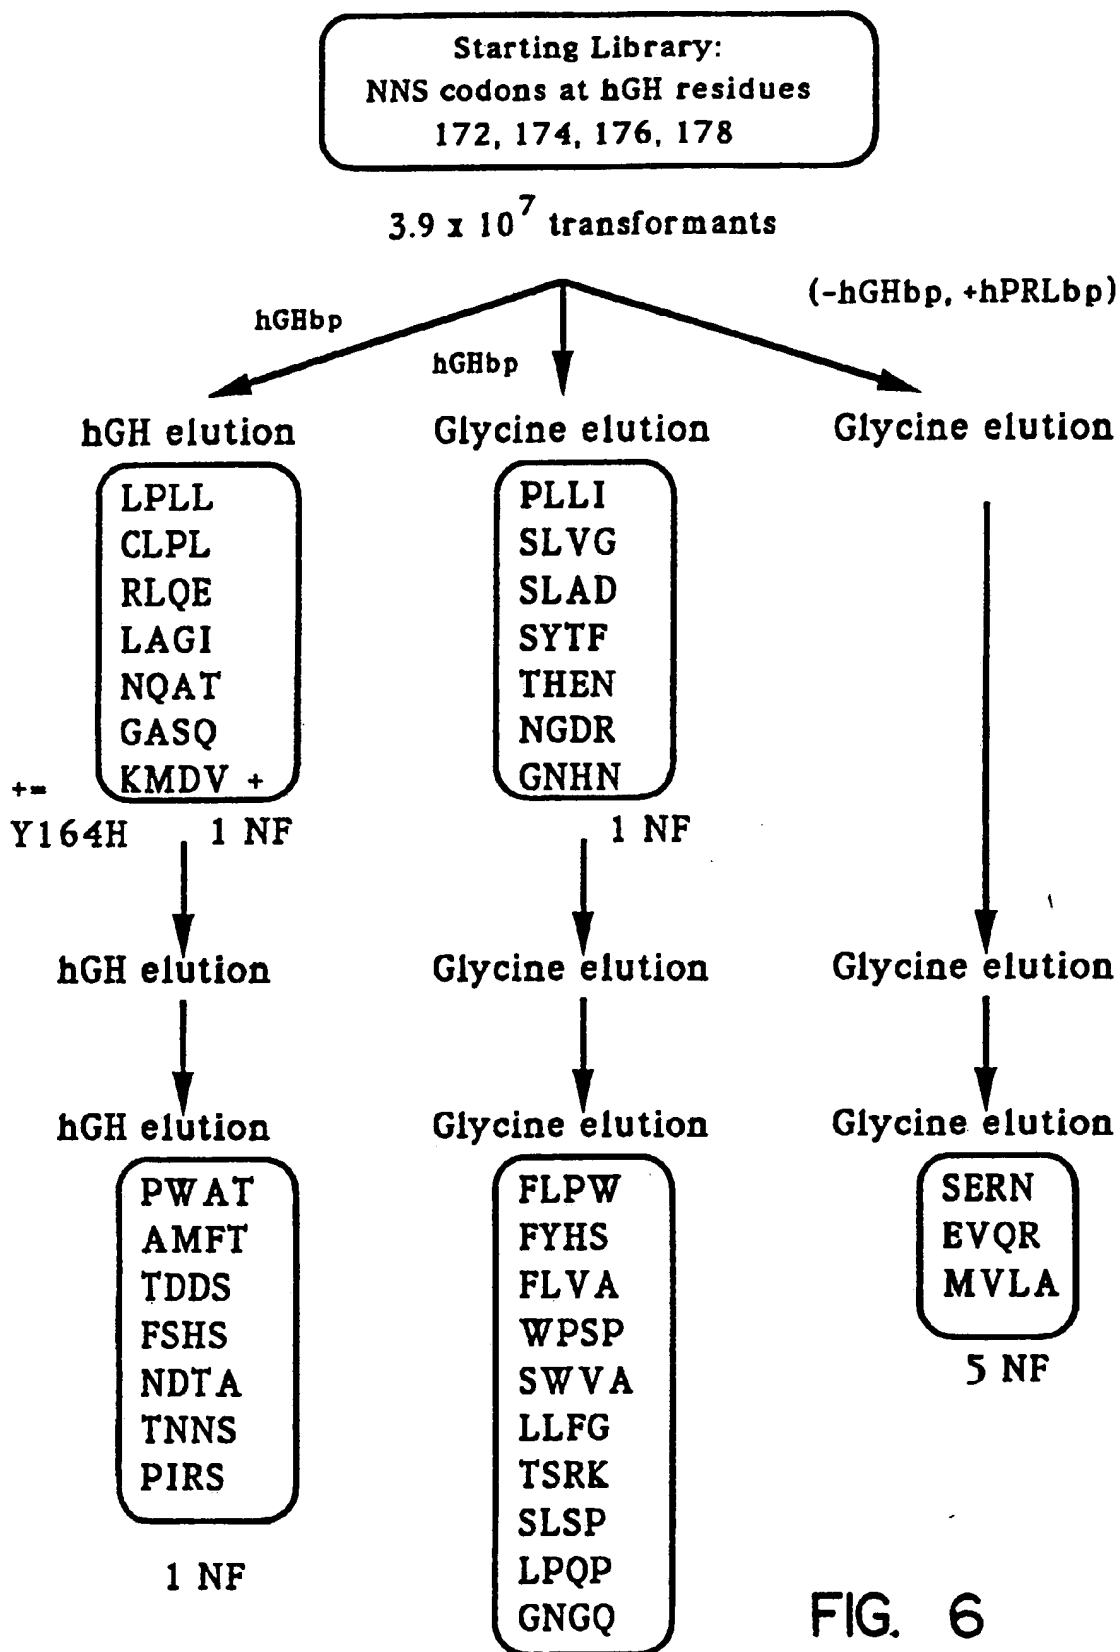 Starting Library:
NNS codons at hGH residues
172, 174, 176, 178
3.9 x 10^7 transformants
(-hGHbp, +hPRLbp)
hGHbp
hGHbp
hGH elution
Glycine elution
Glycine elution
LPLL
CLPL
RLQE
LAGI
NQAT
GASQ
KMDV +
+=
Y164H
1 NF
PLLI
SLVG
SLAD
SYTF
THEN
NGDR
GNHN
1 NF
hGH elution
Glycine elution
Glycine elution
hGH elution
Glycine elution
Glycine elution
PWAT
AMFT
TDDS
FSHS
NDTA
TNNS
PIRS
1 NF
FLPW
FYHS
FLVA
WPSP
SWVA
LLFG
TSRK
SLSP
LPQP
GNGQ
SERN
EVQR
MVLA
5 NF
FIG. 6